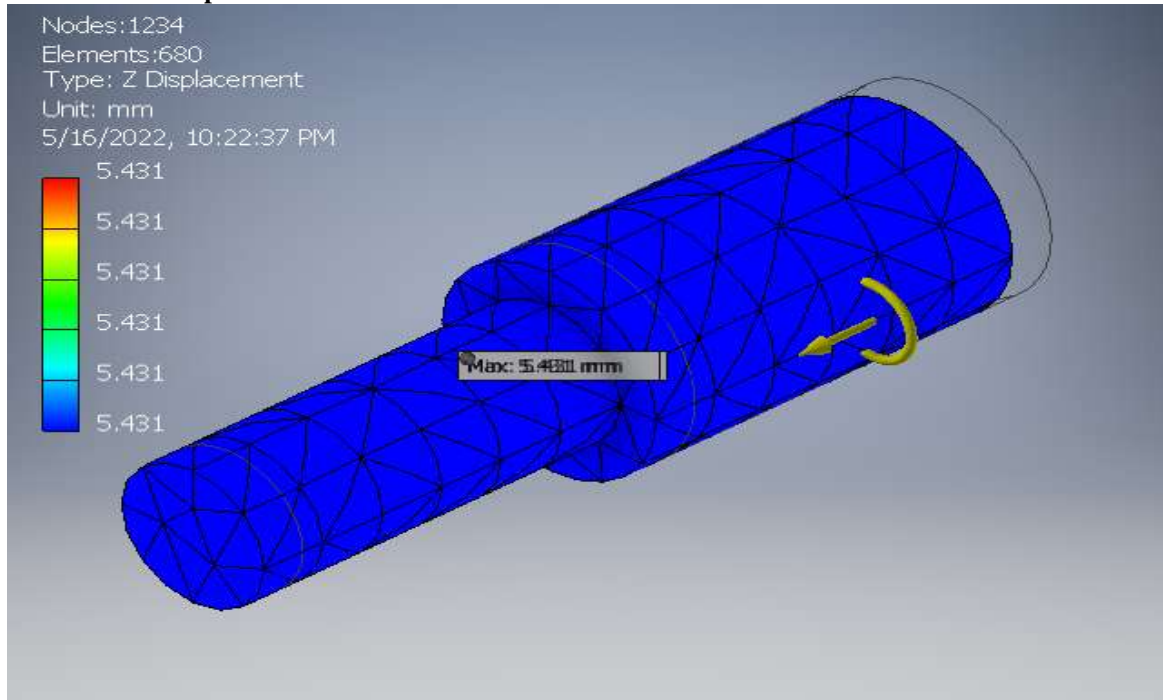 Nodes:1234
Elements:680
Type: Z Displacement
Unit: mm
5/16/2022, 10:22:37 PM
5.431
5.431
5.431
5.431
5.431
5.431